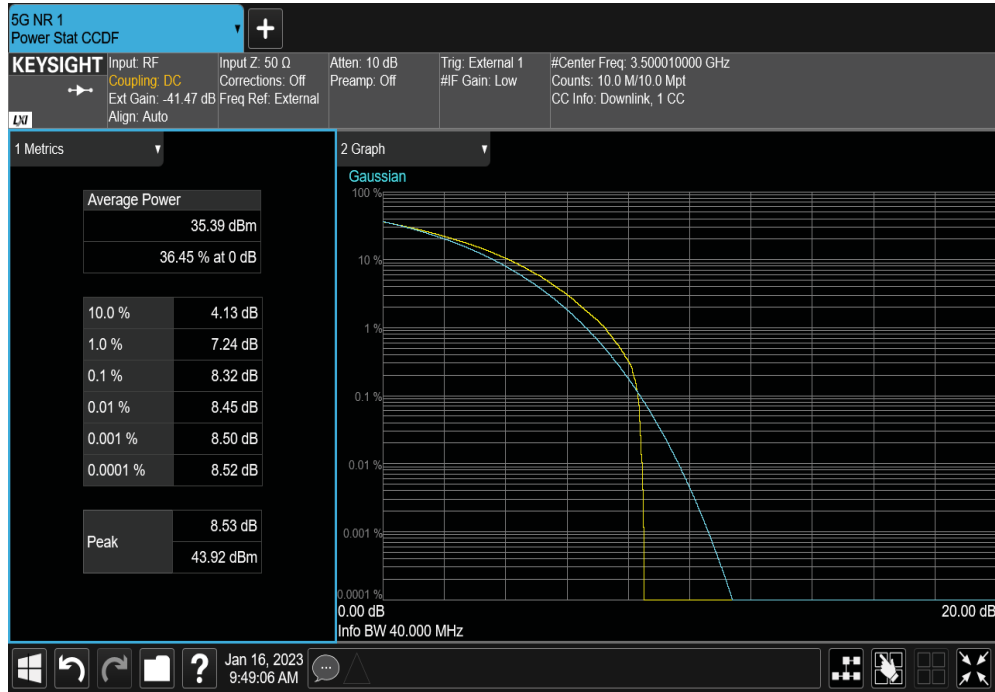 5G NR 1
Power Stat CCDF
KEYSIGHT
LXI
Input: RF
Coupling: DC
Ext Gain: -41.47 dB
Align: Auto
Input Z: 50 Ω
Corrections: Off
Freq Ref: External
Atten: 10 dB
Preamp: Off
Trig: External 1
#IF Gain: Low
#Center Freq: 3.500010000 GHz
Counts: 10.0 M/10.0 Mpt
CC Info: Downlink, 1 CC
1 Metrics
Average Power
35.39 dBm
36.45 % at 0 dB
10.0 % 4.13 dB
1.0 % 7.24 dB
0.1 % 8.32 dB
0.01 % 8.45 dB
0.001 % 8.50 dB
0.0001 % 8.52 dB
Peak
8.53 dB
43.92 dBm
2 Graph
Gaussian
100 %
10 %
1 %
0.1 %
0.01 %
0.001 %
0.0001 %
0.00 dB 20.00 dB
Info BW 40.000 MHz
Jan 16, 2023
9:49:06 AM